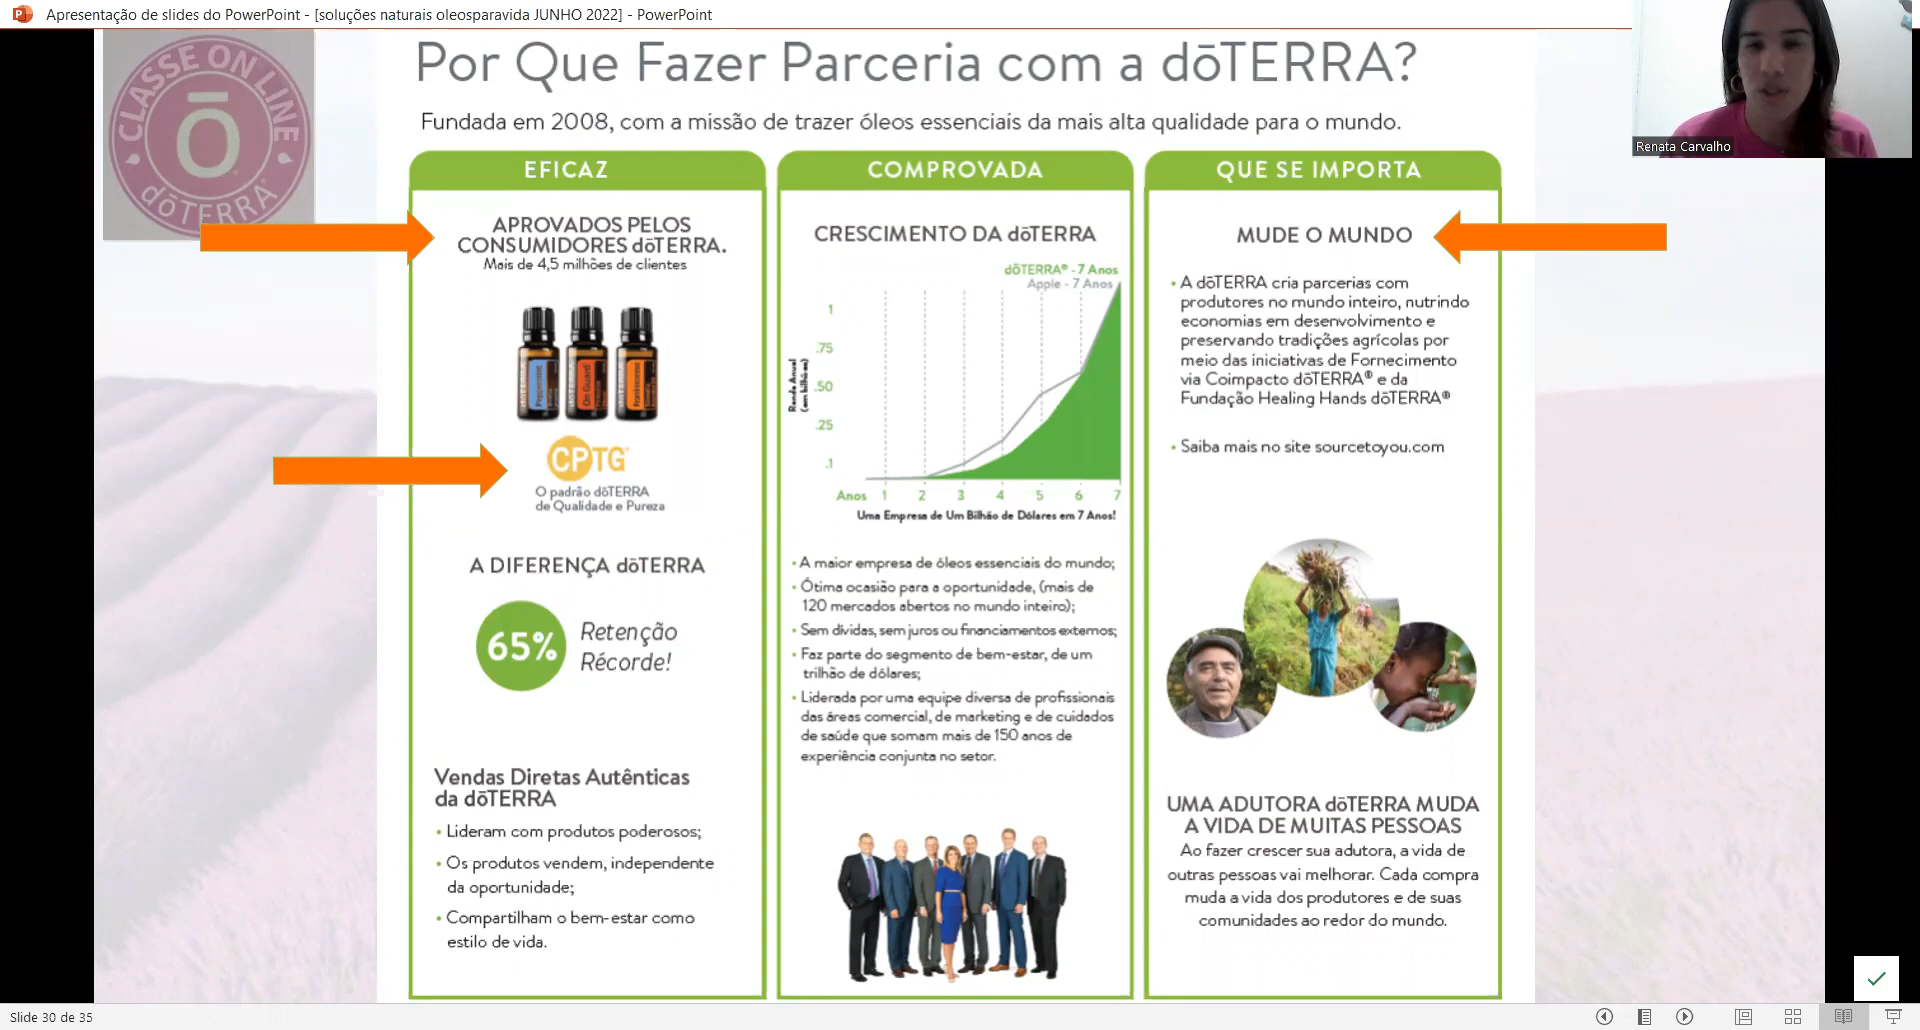 Apresentação de slides do PowerPoint - [soluções naturais oleosparavida JUNHO 2022] - PowerPoint
Renata Carvalho
CLASSE ON LINE
ō
dōTERRA
Por Que Fazer Parceria com a dōTERRA?
Fundada em 2008, com a missão de trazer óleos essenciais da mais alta qualidade para o mundo.
EFICAZ
APROVADOS PELOS
CONSUMIDORES dōTERRA.
Mais de 4,5 milhões de clientes
Peppermint
On Guard
Frankincense
CPTG
O padrão dōTERRA
de Qualidade e Pureza
A DIFERENÇA dōTERRA
65%
Retenção
Récorde!
Vendas Diretas Autênticas
da dōTERRA
• Lideram com produtos poderosos;
• Os produtos vendem, independente
da oportunidade;
• Compartilham o bem-estar como
estilo de vida.
COMPROVADA
CRESCIMENTO DA dōTERRA
dōTERRA® - 7 Anos
Apple - 7 Anos
Renda Anual
(em bilhões)
1
.75
.50
.25
.1
Anos 1 2 3 4 5 6 7
Uma Empresa de Um Bilhão de Dólares em 7 Anos!
• A maior empresa de óleos essenciais do mundo;
• Ótima ocasião para a oportunidade, (mais de
120 mercados abertos no mundo inteiro);
• Sem dívidas, sem juros ou financiamentos externos;
• Faz parte do segmento de bem-estar, de um
trilhão de dólares;
• Liderada por uma equipe diversa de profissionais
das áreas comercial, de marketing e de cuidados
de saúde que somam mais de 150 anos de
experiência conjunta no setor.
QUE SE IMPORTA
MUDE O MUNDO
• A dōTERRA cria parcerias com
produtores no mundo inteiro, nutrindo
economias em desenvolvimento e
preservando tradições agrícolas por
meio das iniciativas de Fornecimento
via Coimpacto dōTERRA® e da
Fundação Healing Hands dōTERRA®
• Saiba mais no site sourcetoyou.com
UMA ADUTORA dōTERRA MUDA
A VIDA DE MUITAS PESSOAS
Ao fazer crescer sua adutora, a vida de
outras pessoas vai melhorar. Cada compra
muda a vida dos produtores e de suas
comunidades ao redor do mundo.
Slide 30 de 35